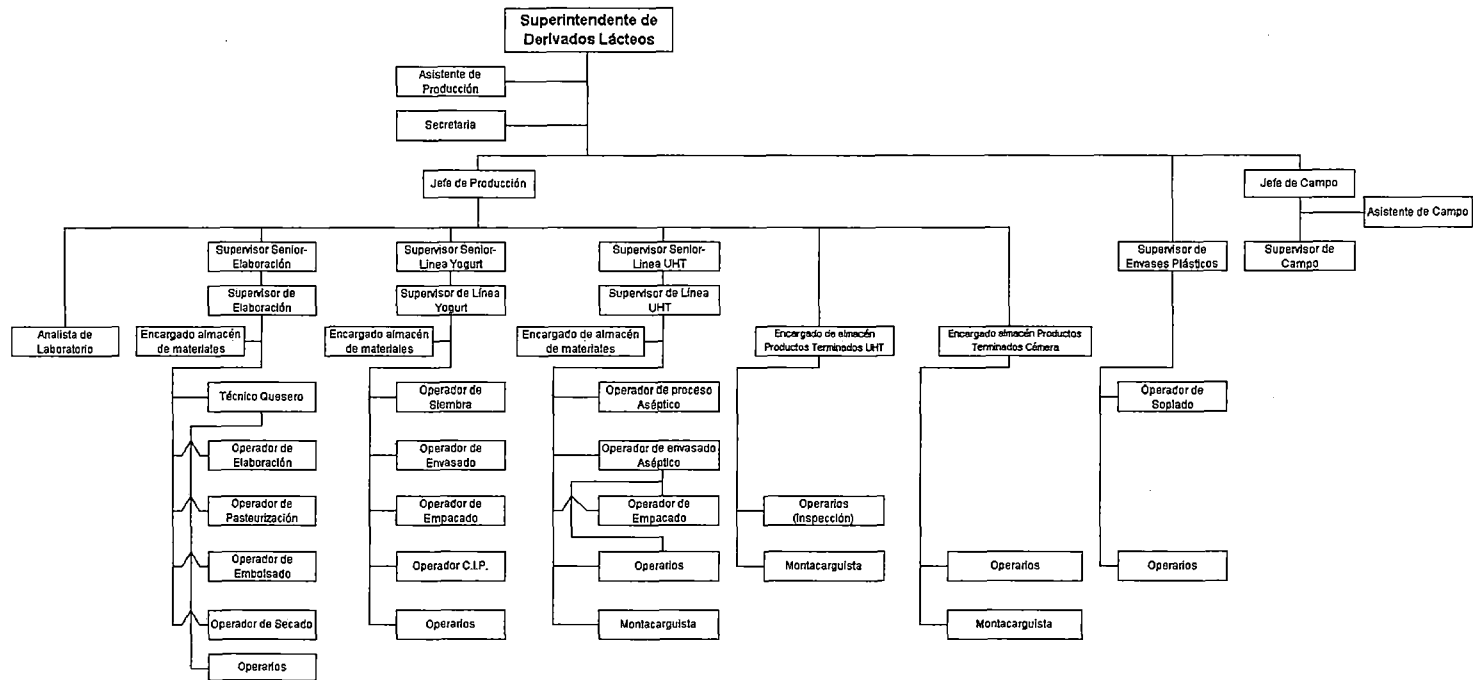 Superintendente de
Derivados Lácteos
Asistente de
Producción
Secretaria
Jefe de Producción
Jefe de Campo
Asistente de Campo
Supervisor Senior-
Elaboración
Supervisor Senior-
Linea Yogurt
Supervisor Senior-
Linea UHT
Supervisor de
Envases Plásticos
Supervisor de
Campo
Supervisor de
Elaboración
Supervisor de Línea
Yogurt
Supervisor de Línea
UHT
Analista de
Laboratorio
Encargado almacén
de materiales
Encargado almacén
de materiales
Encargado de almacén
de materiales
Encargado de almacén
Productos Terminados UHT
Encargado almacén Productos
Terminados Cámera
Técnico Quesero
Operador de
Siembra
Operador de proceso
Aséptico
Operador de
Soplado
Operador de
Elaboración
Operador de
Envasado
Operador de envasado
Aséptico
Operador de
Pasteurización
Operador de
Empacado
Operador de
Empacado
Operarios
(Inspección)
Operador de
Embolsado
Operador C.I.P.
Operarios
Montacarguista
Operarios
Operarios
Operador de Secado
Operarios
Montacarguista
Montacarguista
Operarios